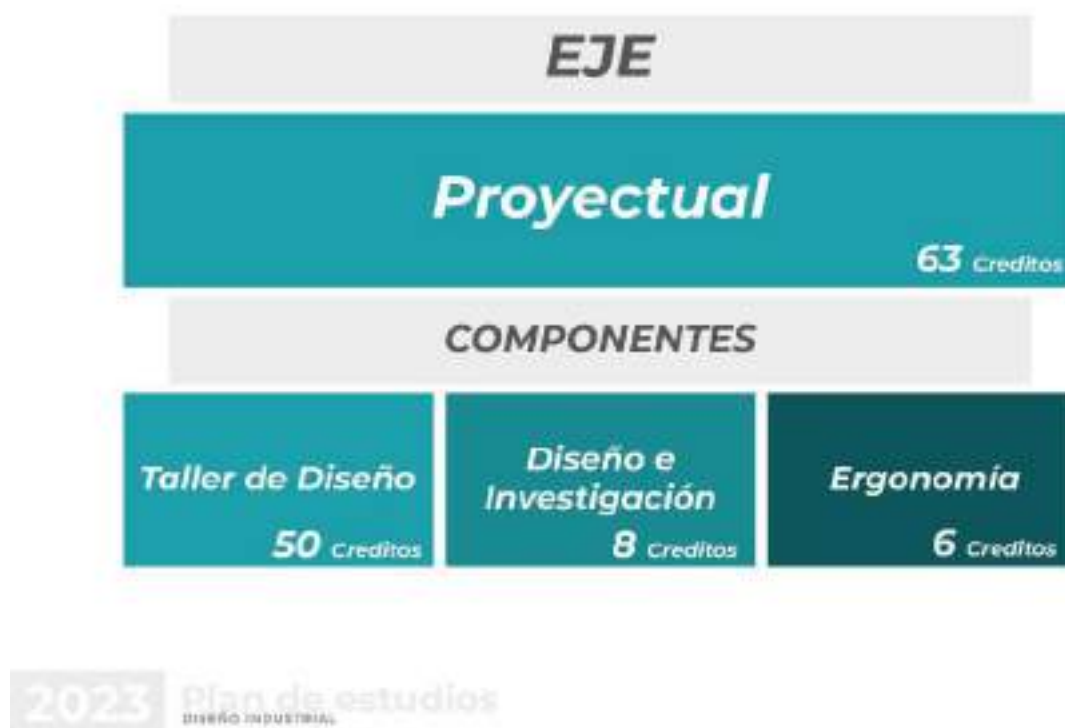 EJE
Proyectual
63 Creditos
COMPONENTES
Taller de Diseño
50 Creditos
Diseño e
Investigación
8 Creditos
Ergonomía
6 Creditos
2023 Plan de estudios
DISEÑO INDUSTRIAL